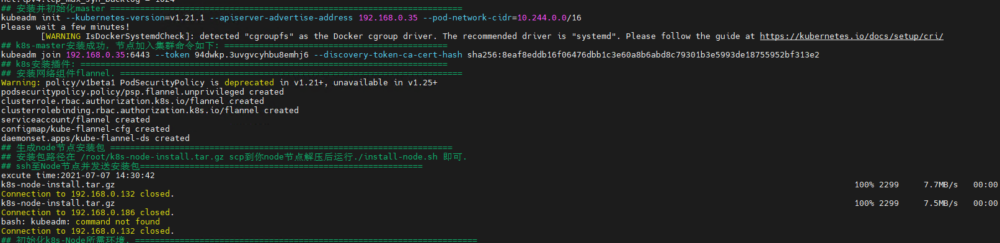 net.ipv4.tcp_max_syn_backlog = 1024
## 安装并初始化master =======================================================================
kubeadm init --kubernetes-version=v1.21.1 --apiserver-advertise-address 192.168.0.35 --pod-network-cidr=10.244.0.0/16
Please wait a few minutes!
[WARNING IsDockerSystemdCheck]: detected "cgroupfs" as the Docker cgroup driver. The recommended driver is "systemd". Please follow the guide at https://kubernetes.io/docs/setup/cri/
## k8s-master安装成功，节点加入集群命令如下: =============================================
kubeadm join 192.168.0.35:6443 --token 94dwkp.3uvgvcyhbu8emhj6 --discovery-token-ca-cert-hash sha256:8eaf8eddb16f06476dbb1c3e60a8b6abd8c79301b3e5993de18755952bf313e2
## k8s安装插件: ==========================================================================
## 安装网络组件flannel. =====================================================================
Warning: policy/v1beta1 PodSecurityPolicy is deprecated in v1.21+, unavailable in v1.25+
podsecuritypolicy.policy/psp.flannel.unprivileged created
clusterrole.rbac.authorization.k8s.io/flannel created
clusterrolebinding.rbac.authorization.k8s.io/flannel created
serviceaccount/flannel created
configmap/kube-flannel-cfg created
daemonset.apps/kube-flannel-ds created
## 生成node节点安装包 =====================================================================
## 安装包路径在 /root/k8s-node-install.tar.gz scp到你node节点解压后运行./install-node.sh 即可.
## ssh至Node节点并发送安装包=========================================================
excute time:2021-07-07 14:30:42
k8s-node-install.tar.gz 100% 2299 7.7MB/s 00:00
Connection to 192.168.0.132 closed.
k8s-node-install.tar.gz 100% 2299 7.5MB/s 00:00
Connection to 192.168.0.186 closed.
bash: kubeadm: command not found
Connection to 192.168.0.132 closed.
## 初始化k8s-Node所需环境. =====================================================================